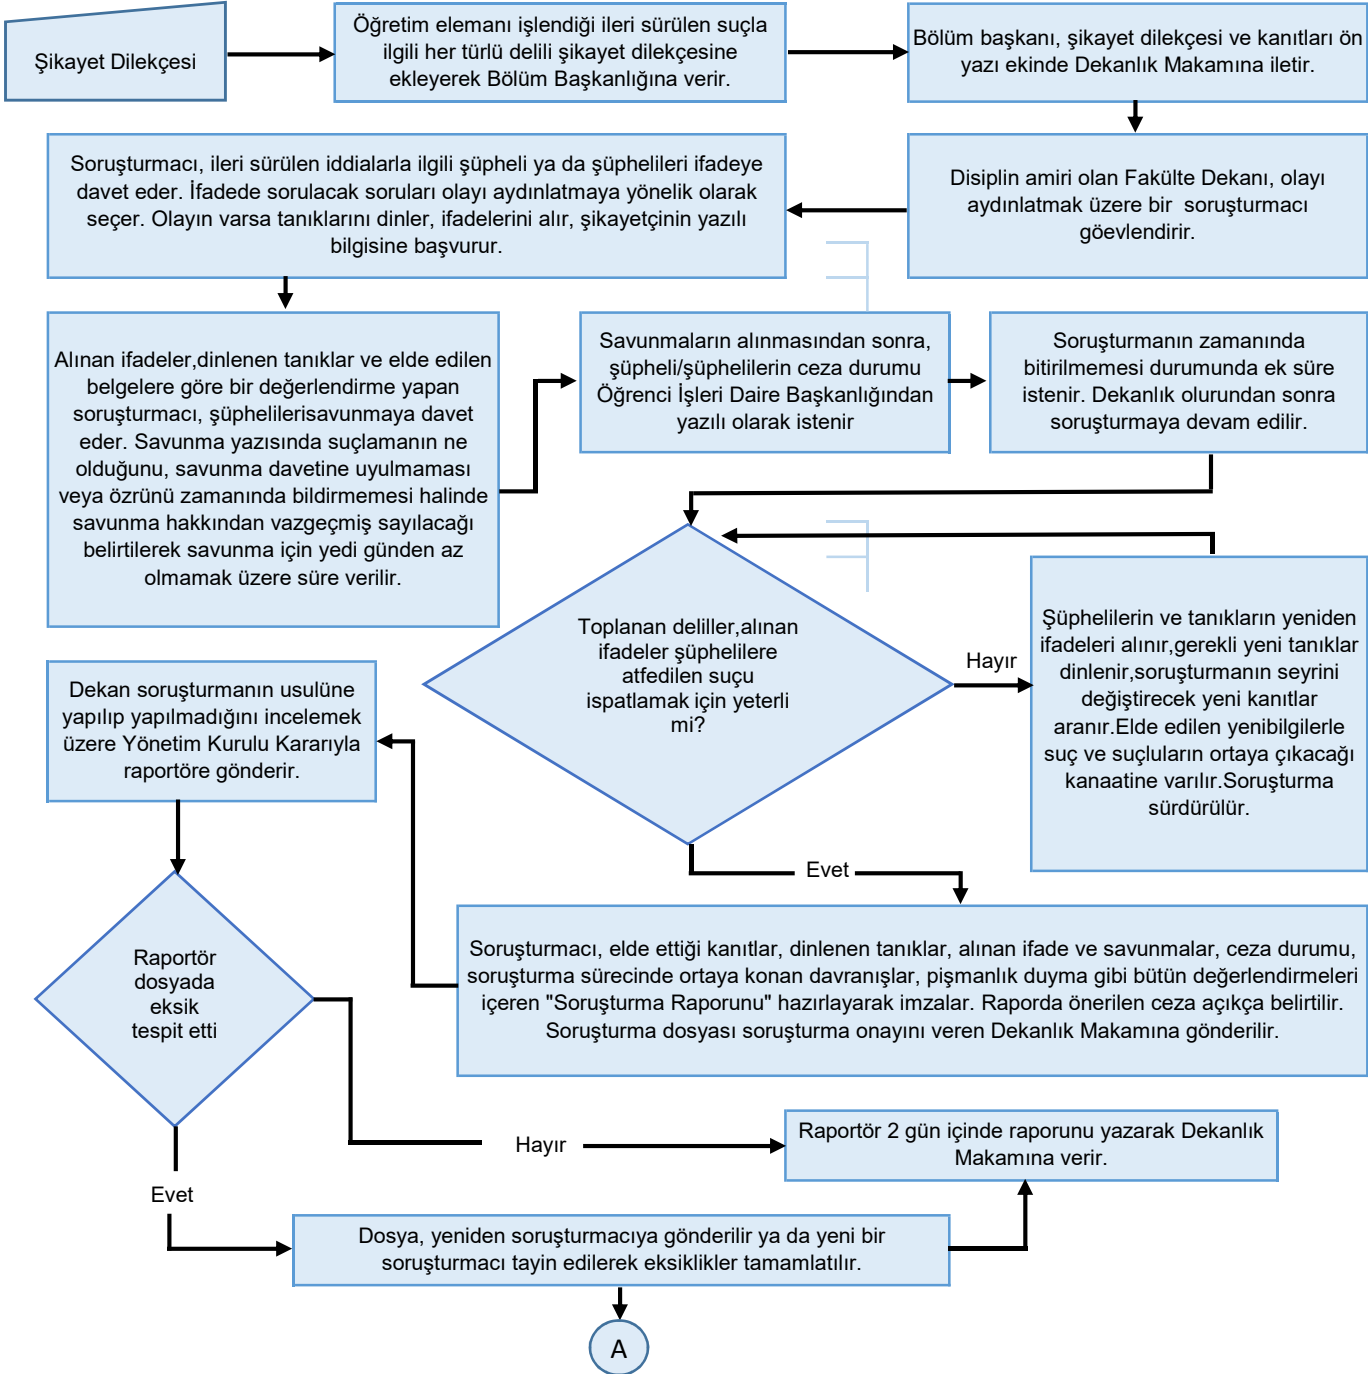 Şikayet Dilekçesi
Öğretim elemanı işlendiği ileri sürülen suçla
ilgili her türlü delili şikayet dilekçesine
ekleyerek Bölüm Başkanlığına verir.
Bölüm başkanı, şikayet dilekçesi ve kanıtları ön
yazı ekinde Dekanlık Makamına iletir.
Disiplin amiri olan Fakülte Dekanı, olayı
aydınlatmak üzere bir soruşturmacı
göevlendirir.
Soruşturmacı, ileri sürülen iddialarla ilgili şüpheli ya da şüphelileri ifadeye
davet eder. İfadede sorulacak soruları olayı aydınlatmaya yönelik olarak
seçer. Olayın varsa tanıklarını dinler, ifadelerini alır, şikayetçinin yazılı
bilgisine başvurur.
Alınan ifadeler,dinlenen tanıklar ve elde edilen
belgelere göre bir değerlendirme yapan
soruşturmacı, şüphelilerisavunmaya davet
eder. Savunma yazısında suçlamanın ne
olduğunu, savunma davetine uyulmaması
veya özrünü zamanında bildirmemesi halinde
savunma hakkından vazgeçmiş sayılacağı
belirtilerek savunma için yedi günden az
olmamak üzere süre verilir.
Savunmaların alınmasından sonra,
şüpheli/şüphelilerin ceza durumu
Öğrenci İşleri Daire Başkanlığından
yazılı olarak istenir
Soruşturmanın zamanında
bitirilmemesi durumunda ek süre
istenir. Dekanlık olurundan sonra
soruşturmaya devam edilir.
Toplanan deliller,alınan
ifadeler şüphelilere
atfedilen suçu
ispatlamak için yeterli
mi?
Hayır
Şüphelilerin ve tanıkların yeniden
ifadeleri alınır,gerekli yeni tanıklar
dinlenir,soruşturmanın seyrini
değiştirecek yeni kanıtlar
aranır.Elde edilen yenibilgilerle
suç ve suçluların ortaya çıkacağı
kanaatine varılır.Soruşturma
sürdürülür.
Evet
Soruşturmacı, elde ettiği kanıtlar, dinlenen tanıklar, alınan ifade ve savunmalar, ceza durumu,
soruşturma sürecinde ortaya konan davranışlar, pişmanlık duyma gibi bütün değerlendirmeleri
içeren "Soruşturma Raporunu" hazırlayarak imzalar. Raporda önerilen ceza açıkça belirtilir.
Soruşturma dosyası soruşturma onayını veren Dekanlık Makamına gönderilir.
Dekan soruşturmanın usulüne
yapılıp yapılmadığını incelemek
üzere Yönetim Kurulu Kararıyla
raportöre gönderir.
Raportör
dosyada
eksik
tespit etti
Hayır
Raportör 2 gün içinde raporunu yazarak Dekanlık
Makamına verir.
Evet
Dosya, yeniden soruşturmacıya gönderilir ya da yeni bir
soruşturmacı tayin edilerek eksiklikler tamamlatılır.
A